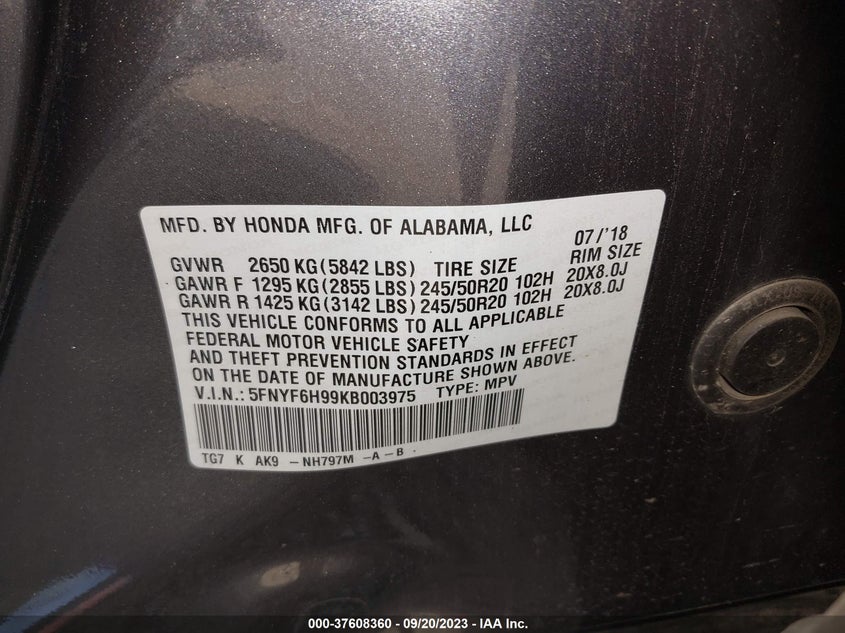 MFD. BY HONDA MFG. OF ALABAMA, LLC 07/'18
GVWR 2650 KG(5842 LBS) TIRE SIZE RIM SIZE
GAWR F 1295 KG(2855 LBS) 245/50R20 102H 20X8.0J
GAWR R 1425 KG(3142 LBS) 245/50R20 102H 20X8.0J
THIS VEHICLE CONFORMS TO ALL APPLICABLE
FEDERAL MOTOR VEHICLE SAFETY
AND THEFT PREVENTION STANDARDS IN EFFECT
ON THE DATE OF MANUFACTURE SHOWN ABOVE.
V.I.N.: 5FNYF6H99KB003975 TYPE: MPV
TG7 K AK9 -NH797M -A-B
000-37608360 - 09/20/2023 - IAA Inc.